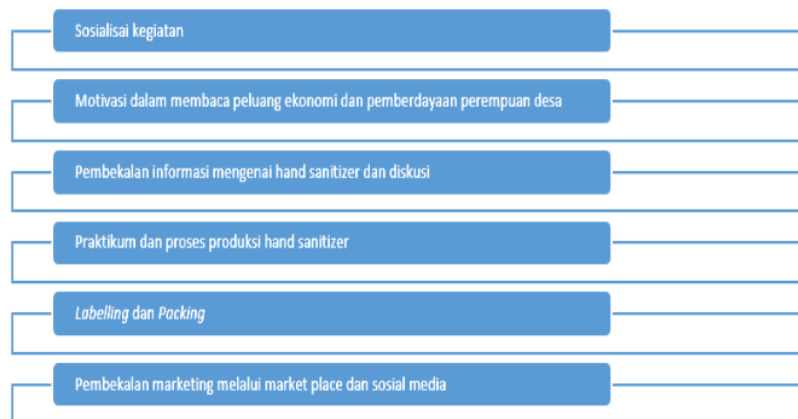 Sosialisai kegiatan
Motivasi dalam membaca peluang ekonomi dan pemberdayaan perempuan desa
Pembekalan informasi mengenai hand sanitizer dan diskusi
Praktikum dan proses produksi hand sanitizer
Labelling dan Packing
Pembekalan marketing melalui market place dan sosial media